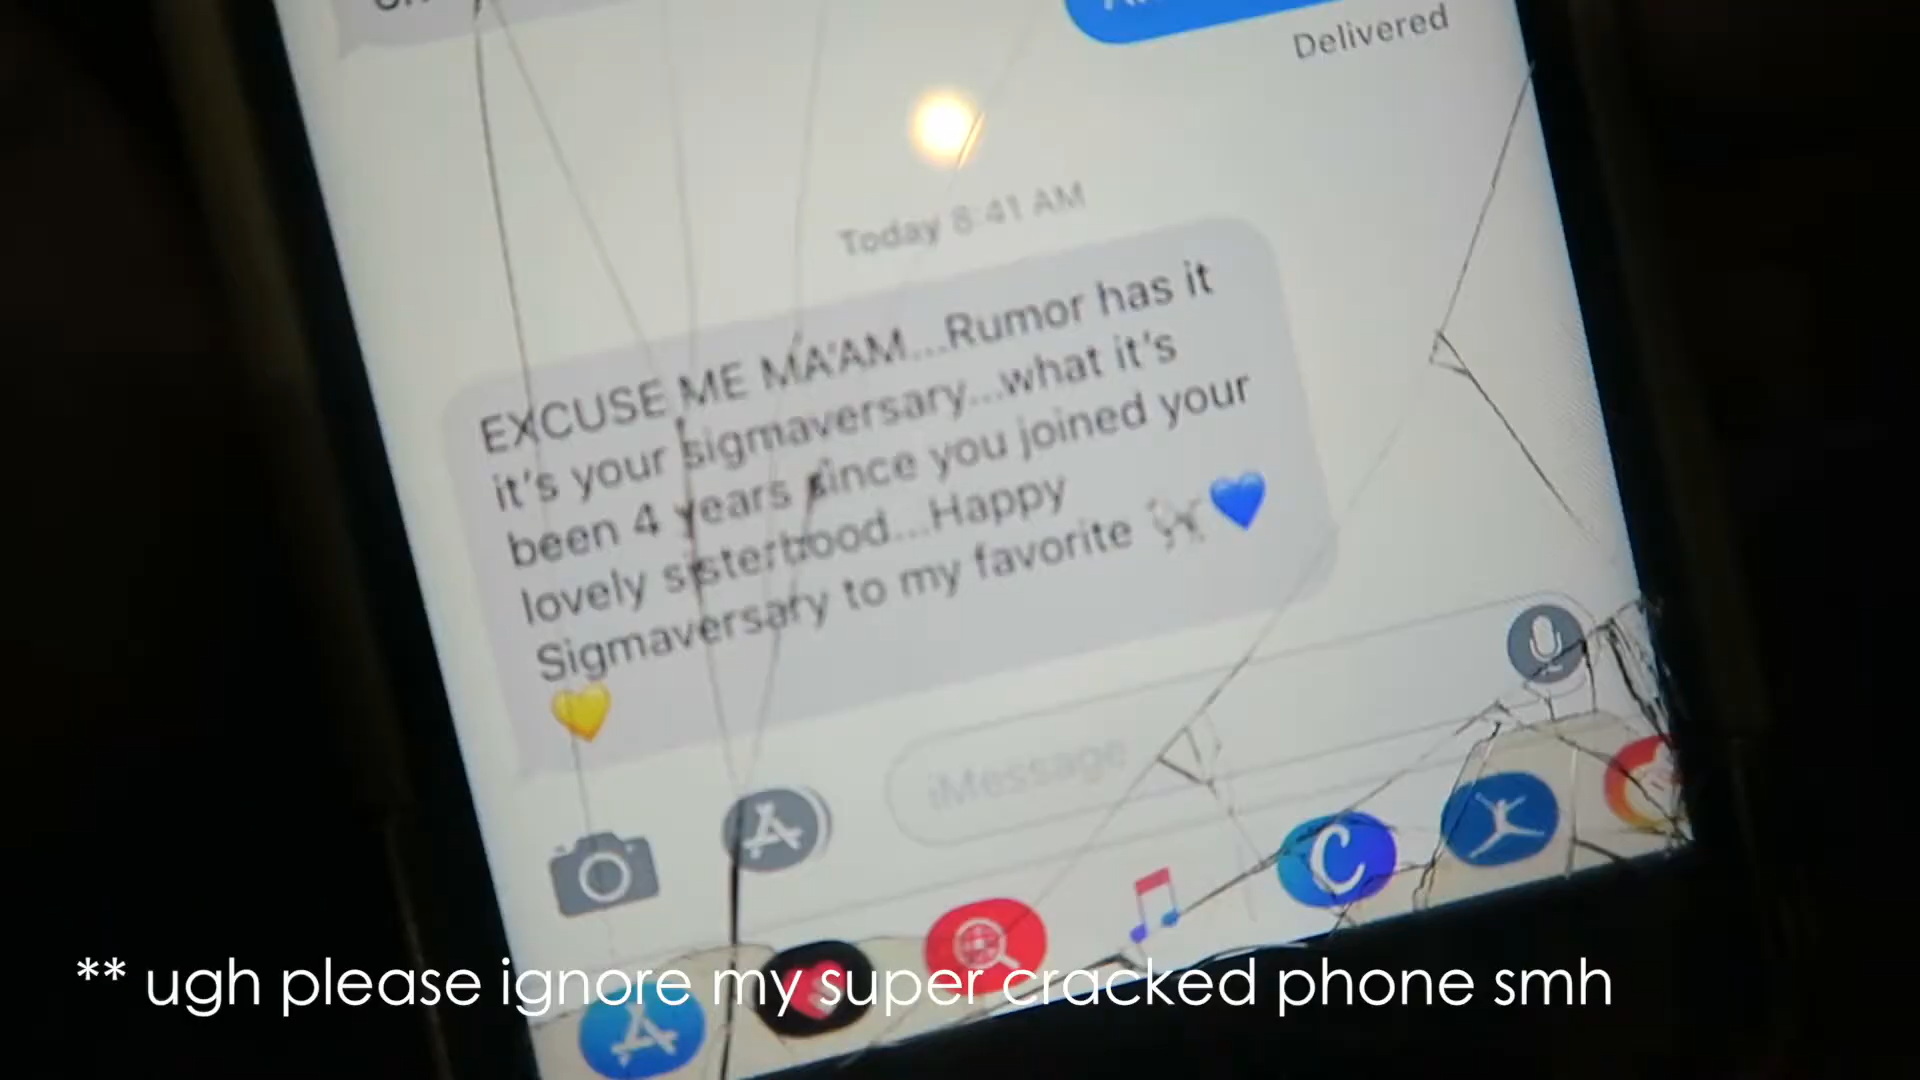 Delivered
Today 8:41 AM
EXCUSE ME MA'AM...Rumor has it
it's your sigmaversary...what it's
been 4 years since you joined your
lovely sisterhood...Happy
Sigmaversary to my favorite 🐩💙
💛
iMessage
** ugh please ignore my super cracked phone smh